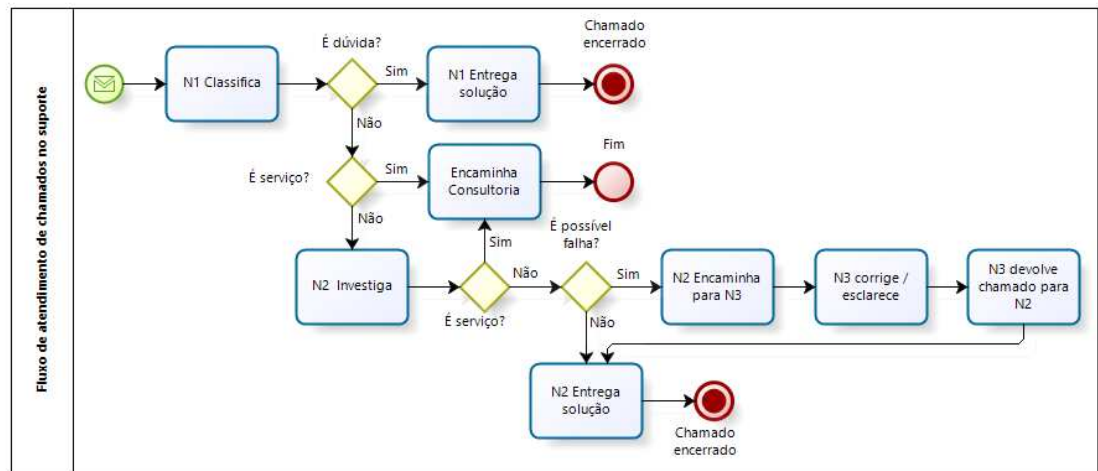 Fluxo de atendimento de chamados no suporte
É dúvida?
Chamado
encerrado
N1 Classifica
Sim
N1 Entrega
solução
Não
Fim
É serviço?
Sim
Encaminha
Consultoria
Não
É possível
falha?
Sim
N2 Investiga
Não
Sim
N2 Encaminha
para N3
N3 corrige /
esclarece
N3 devolve
chamado para
N2
É serviço?
Não
N2 Entrega
solução
Chamado
encerrado